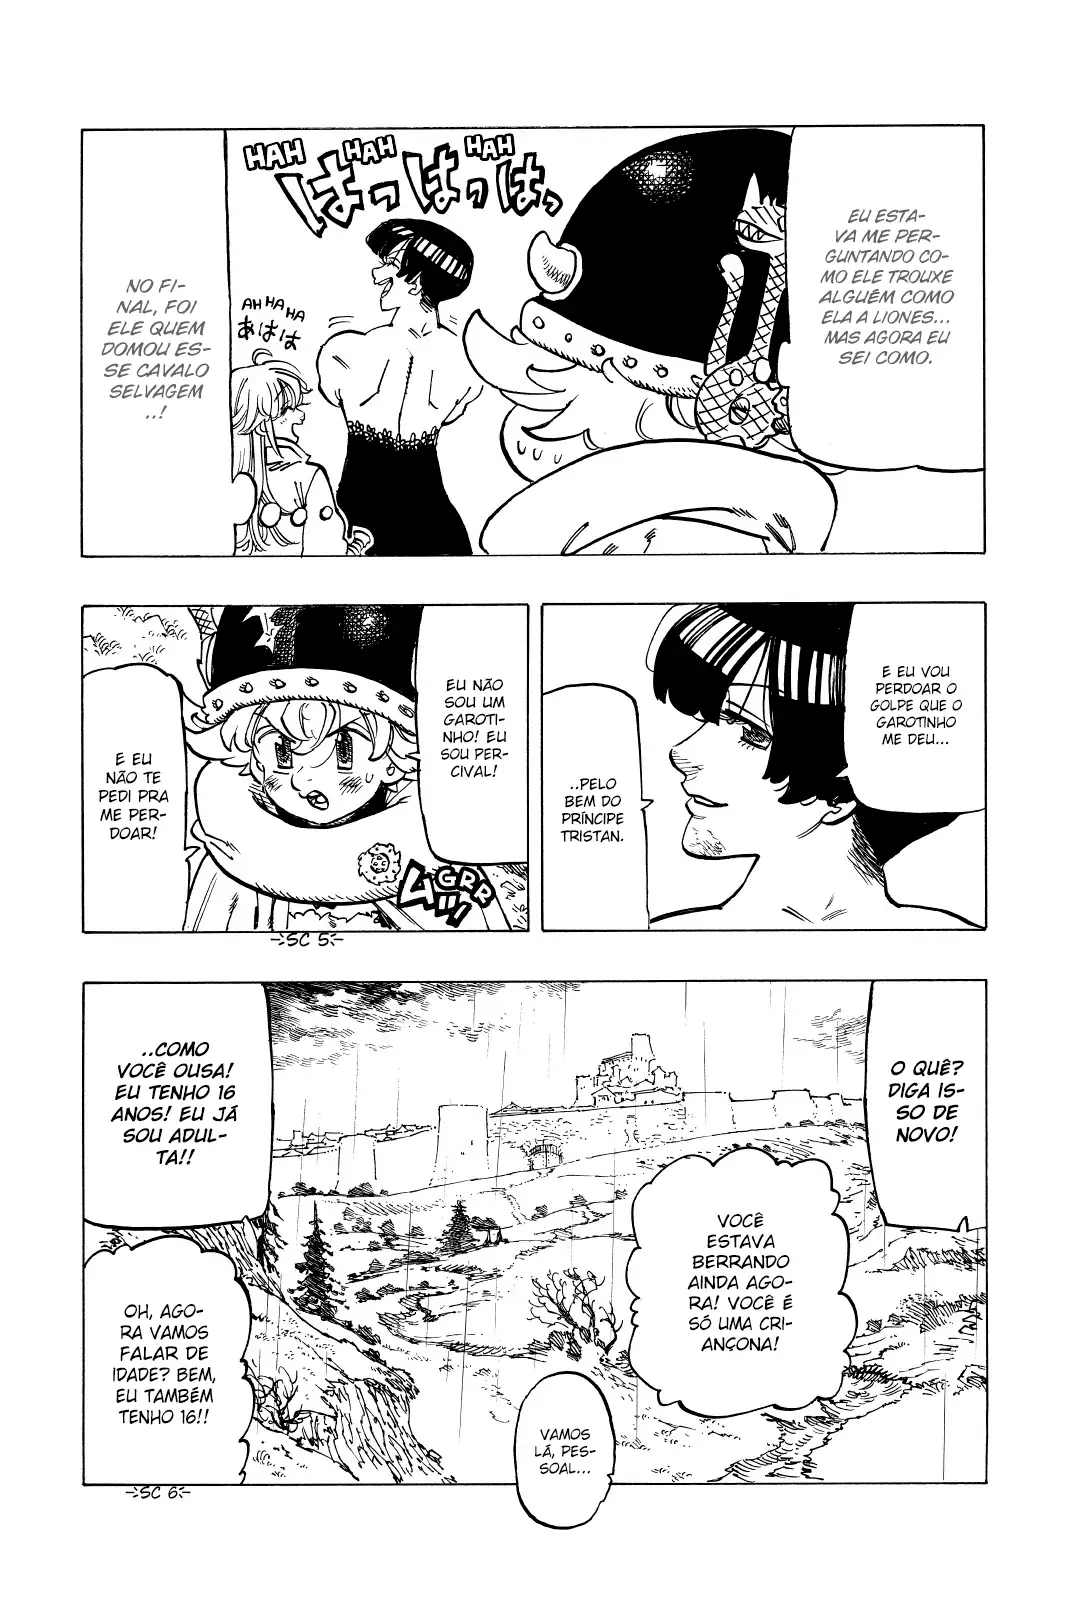 HAH
HAH
HAH
はっはっはっ
EU ESTA-
VA ME PER-
GUNTANDO CO-
MO ELE TROUXE
ALGUÉM COMO
ELA A LIONES...
MAS AGORA EU
SEI COMO.
AH HA HA
あはは
NO FI-
NAL, FOI
ELE QUEM
DOMOU ES-
SE CAVALO
SELVAGEM
..!
E EU VOU
PERDOAR O
GOLPE QUE O
GAROTINHO
ME DEU...
..PELO
BEM DO
PRÍNCIPE
TRISTAN.
EU NÃO
SOU UM
GAROTI-
NHO! EU
SOU PER-
CIVAL!
E EU
NÃO TE
PEDI PRA
ME PER-
DOAR!
GRR
SC 5
O QUÊ?
DIGA IS-
SO DE
NOVO!
VOCÊ
ESTAVA
BERRANDO
AINDA AGO-
RA! VOCÊ É
SÓ UMA CRI-
ANÇONA!
..COMO
VOCÊ OUSA!
EU TENHO 16
ANOS! EU JÁ
SOU ADUL-
TA!!
OH, AGO-
RA VAMOS
FALAR DE
IDADE? BEM,
EU TAMBÉM
TENHO 16!!
VAMOS
LÁ, PES-
SOAL...
SC 6